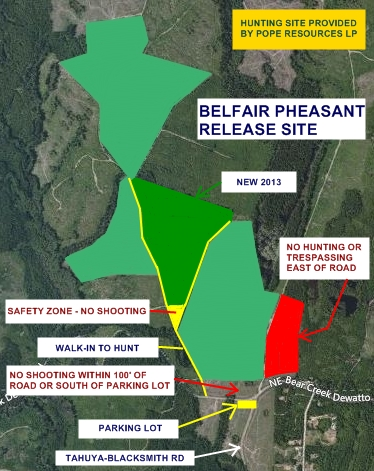 HUNTING SITE PROVIDED
BY POPE RESOURCES LP
BELFAIR PHEASANT
RELEASE SITE
NEW 2013
NO HUNTING OR
TRESPASSING
EAST OF ROAD
SAFETY ZONE - NO SHOOTING
WALK-IN TO HUNT
NO SHOOTING WITHIN 100' OF
ROAD OR SOUTH OF PARKING LOT
NE Bear Creek Dewatto
PARKING LOT
TAHUYA-BLACKSMITH RD